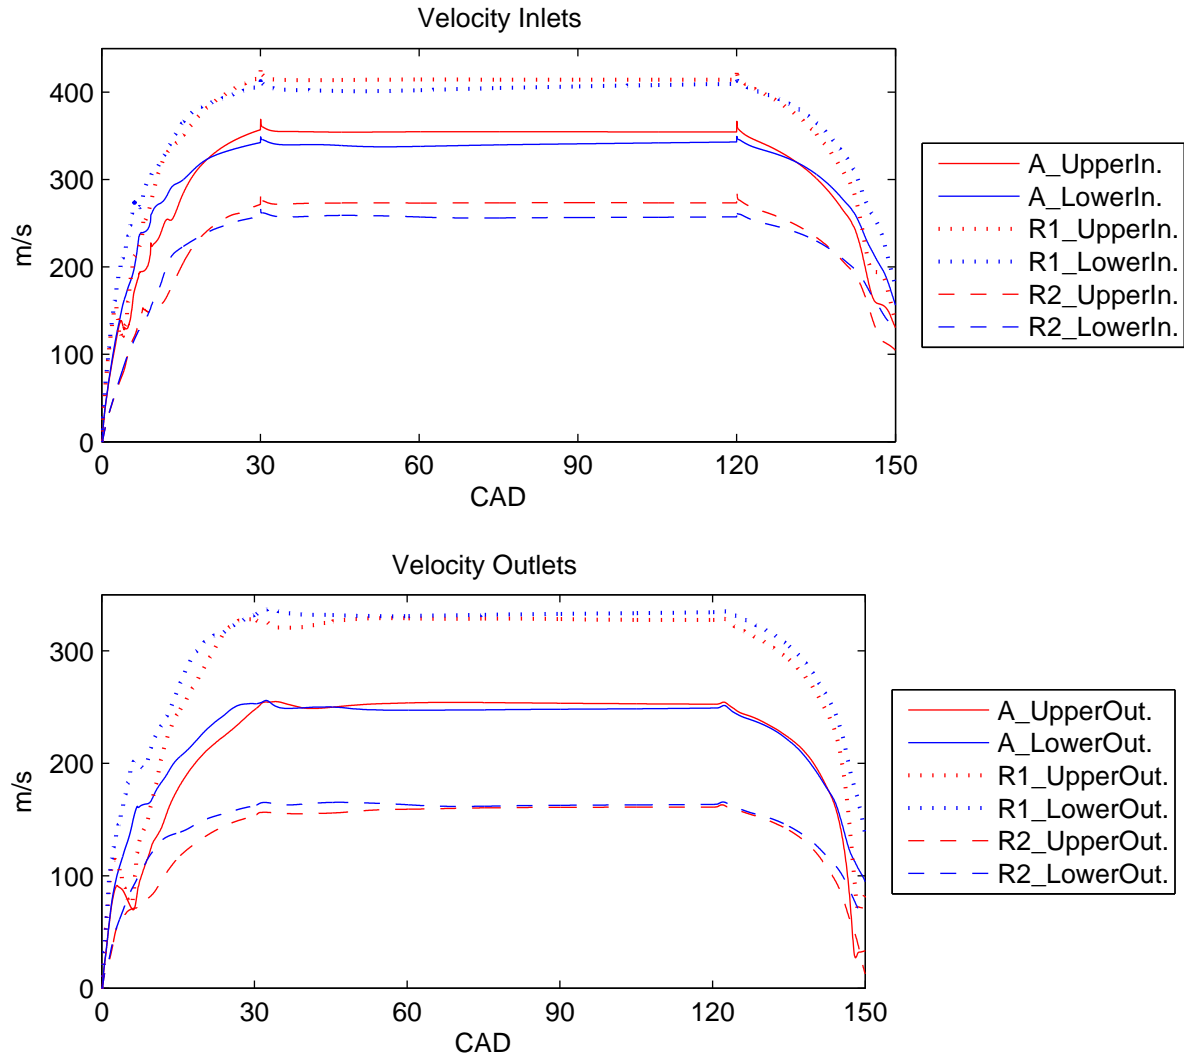 Velocity Inlets
400
300
200
100
0
m/s
0 30 60 90 120 150
CAD
A_UpperIn.
A_LowerIn.
R1_UpperIn.
R1_LowerIn.
R2_UpperIn.
R2_LowerIn.
Velocity Outlets
300
200
100
0
m/s
0 30 60 90 120 150
CAD
A_UpperOut.
A_LowerOut.
R1_UpperOut.
R1_LowerOut.
R2_UpperOut.
R2_LowerOut.